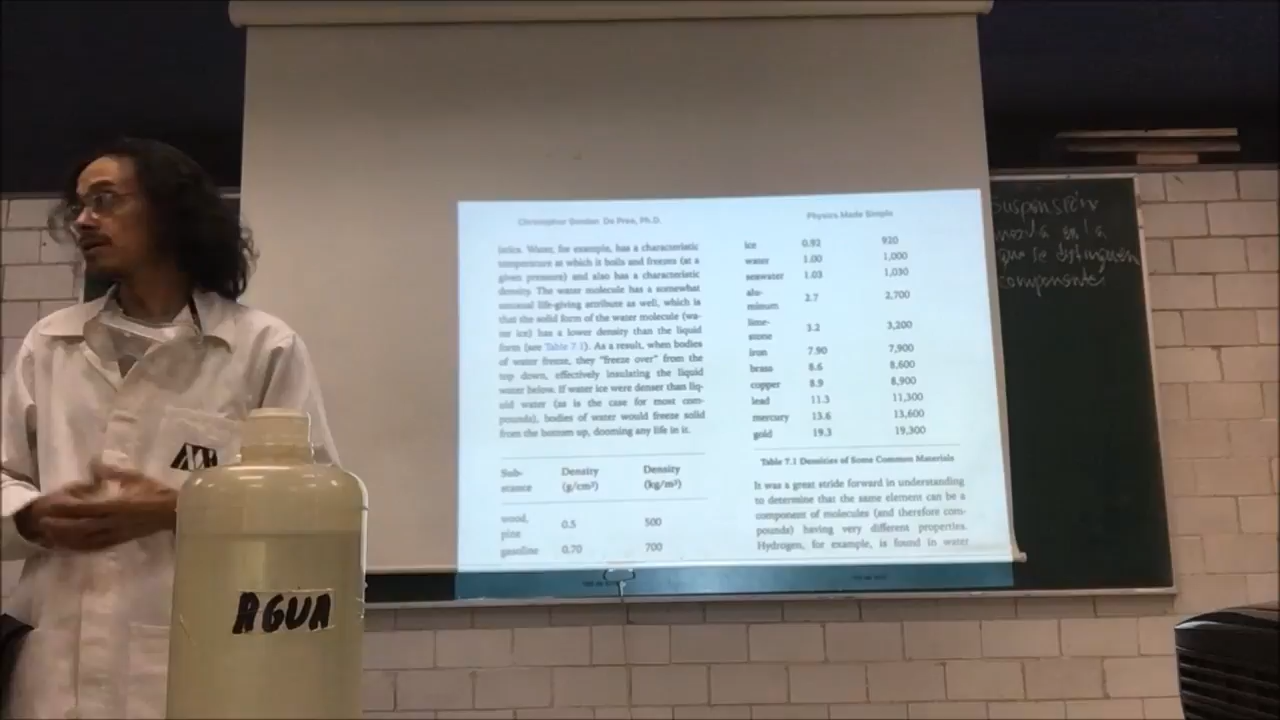 Christopher Gordon De Pree, Ph.D.
istics. Water, for example, has a characteristic
temperature at which it boils and freezes (at a
given pressure) and also has a characteristic
density. The water molecule has a somewhat
unusual life-giving attribute as well, which is
that the solid form of the water molecule (wa-
ter ice) has a lower density than the liquid
form (see Table 7.1). As a result, when bodies
of water freeze, they "freeze over" from the
top down, effectively insulating the liquid
water below. If water ice were denser than liq-
uid water (as is the case for most com-
pounds), bodies of water would freeze solid
from the bottom up, dooming any life in it.
Sub- Density Density
stance (g/cm³) (kg/m³)
wood,
pine 0.5 500
gasoline 0.70 700
Physics Made Simple
ice 0.92 920
water 1.00 1,000
seawater 1.03 1,030
alu-
minum 2.7 2,700
lime-
stone 3.2 3,200
iron 7.90 7,900
brass 8.6 8,600
copper 8.9 8,900
lead 11.3 11,300
mercury 13.6 13,600
gold 19.3 19,300
Table 7.1 Densities of Some Common Materials
It was a great stride forward in understanding
to determine that the same element can be a
component of molecules (and therefore com-
pounds) having very different properties.
Hydrogen, for example, is found in water
Suspensión
en la
que se distinguen
componentes
AGUA